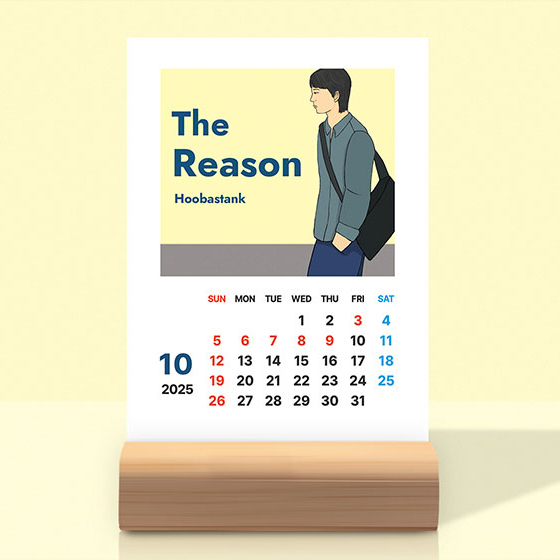 The
Reason
Hoobastank
SUN MON TUE WED THU FRI SAT
1 2 3 4
5 6 7 8 9 10 11
12 13 14 15 16 17 18
19 20 21 22 23 24 25
26 27 28 29 30 31
10
2025